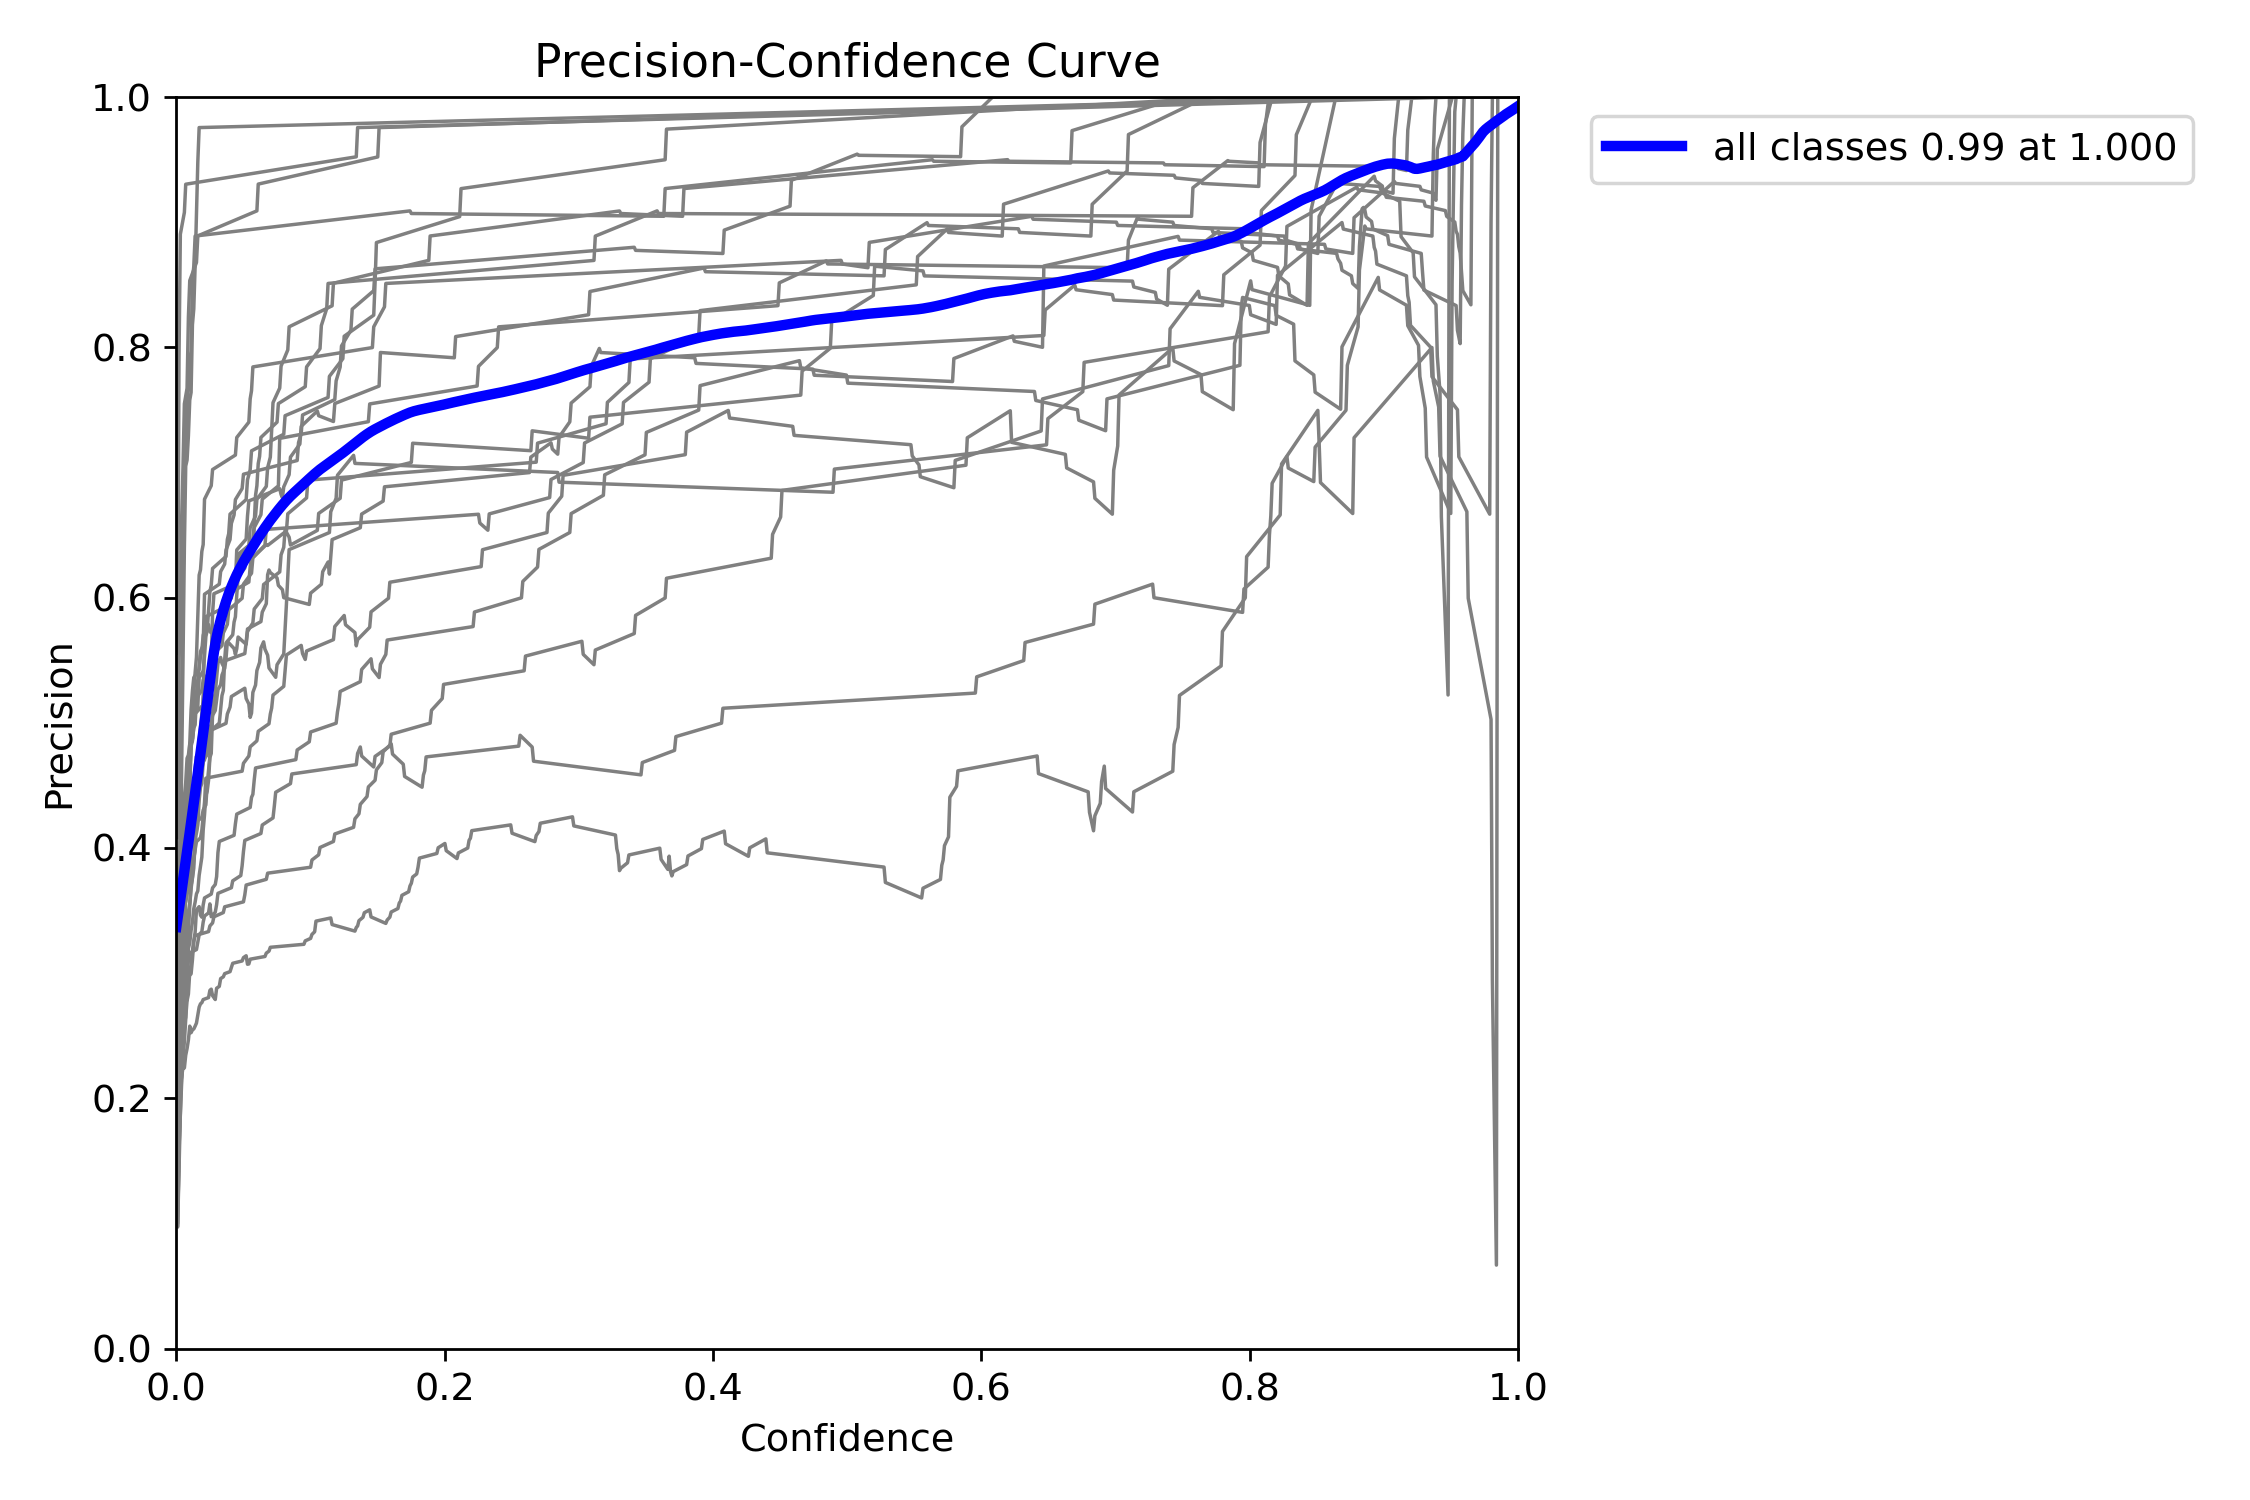 Precision-Confidence Curve
1.0
0.8
0.6
0.4
0.2
0.0
Precision
0.0 0.2 0.4 0.6 0.8 1.0
Confidence
all classes 0.99 at 1.000